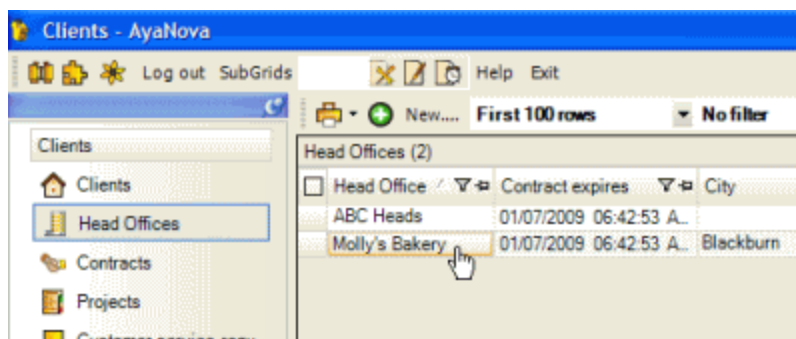 Clients - AyaNova
Log out SubGrids Help Exit
New.... First 100 rows No filter
Clients
Head Offices (2)
Clients
Head Office Contract expires City
Head Offices
ABC Heads 01/07/2009 06:42:53 A...
Molly's Bakery 01/07/2009 06:42:53 A... Blackburn
Contracts
Projects
Customer service